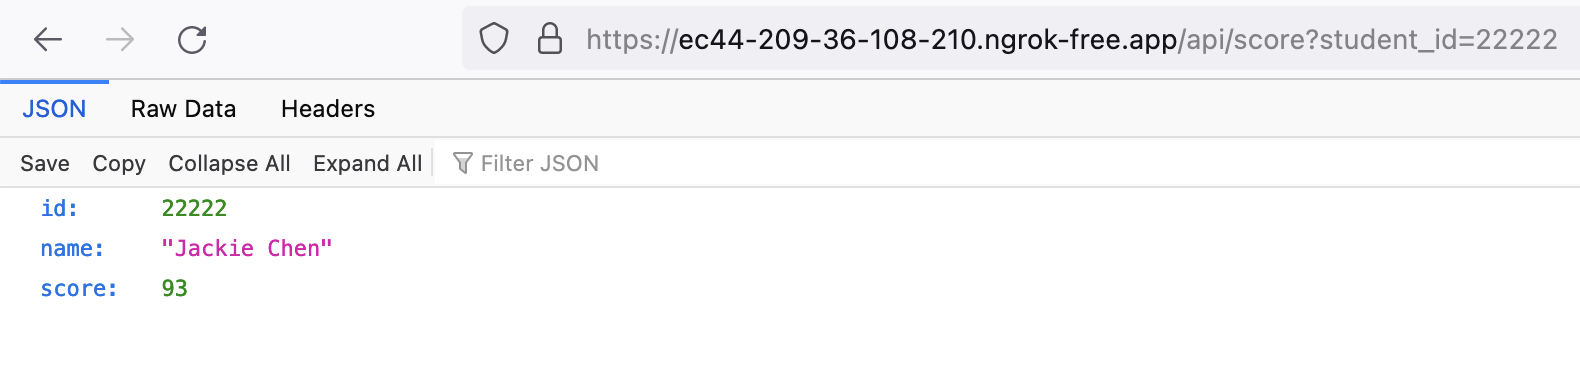 https://ec44-209-36-108-210.ngrok-free.app/api/score?student_id=22222
JSON Raw Data Headers
Save Copy Collapse All Expand All Filter JSON
id: 22222
name: "Jackie Chen"
score: 93